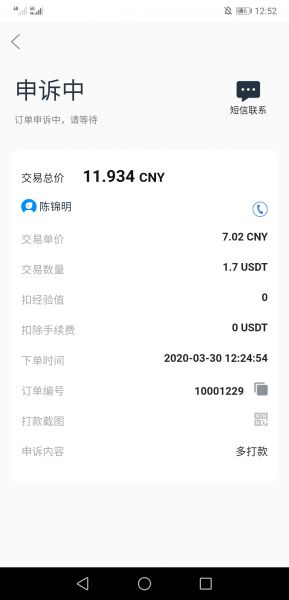 46 12:52
申诉中
订单申诉中，请等待
短信联系
交易总价 11.934 CNY
陈锦明
交易单价 7.02 CNY
交易数量 1.7 USDT
扣经验值 0
扣除手续费 0 USDT
下单时间 2020-03-30 12:24:54
订单编号 10001229
打款截图
申诉内容 多打款